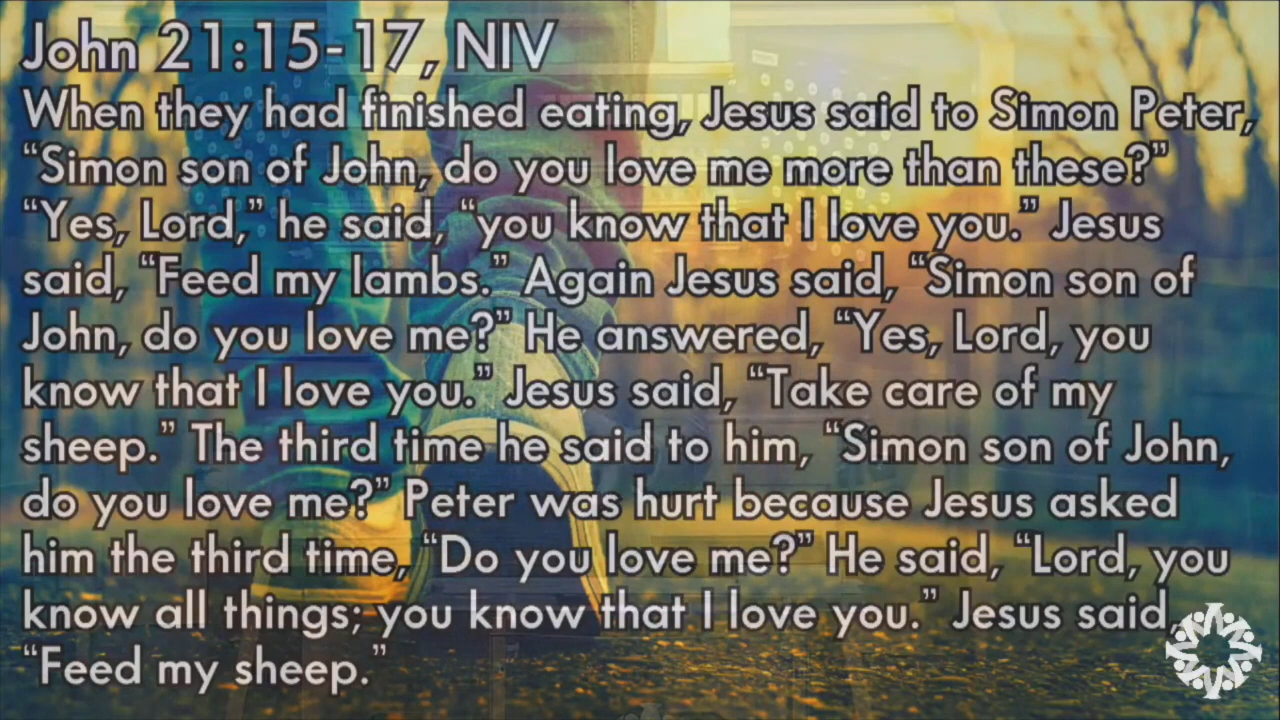 John 21:15-17, NIV
When they had finished eating, Jesus said to Simon Peter,
“Simon son of John, do you love me more than these?”
“Yes, Lord,” he said, “you know that I love you.” Jesus
said, “Feed my lambs.” Again Jesus said, “Simon son of
John, do you love me?” He answered, “Yes, Lord, you
know that I love you.” Jesus said, “Take care of my
sheep.” The third time he said to him, “Simon son of John,
do you love me?” Peter was hurt because Jesus asked
him the third time, “Do you love me?” He said, “Lord, you
know all things; you know that I love you.” Jesus said,
“Feed my sheep.”